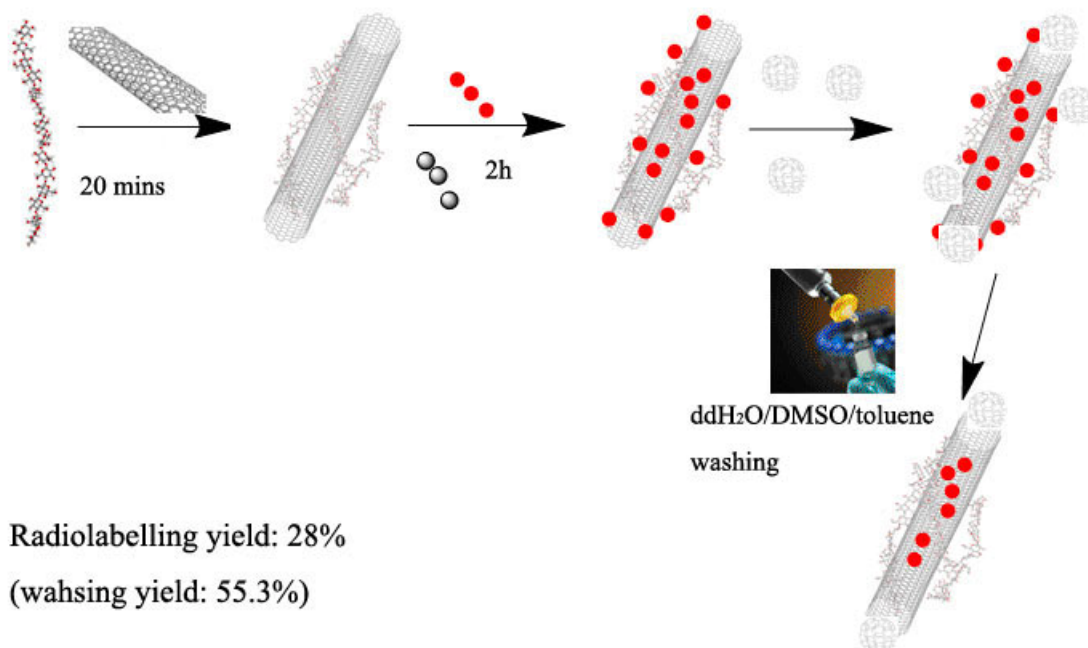 20 mins
2h
ddH₂O/DMSO/toluene
washing
Radiolabelling yield: 28%
(wahsing yield: 55.3%)